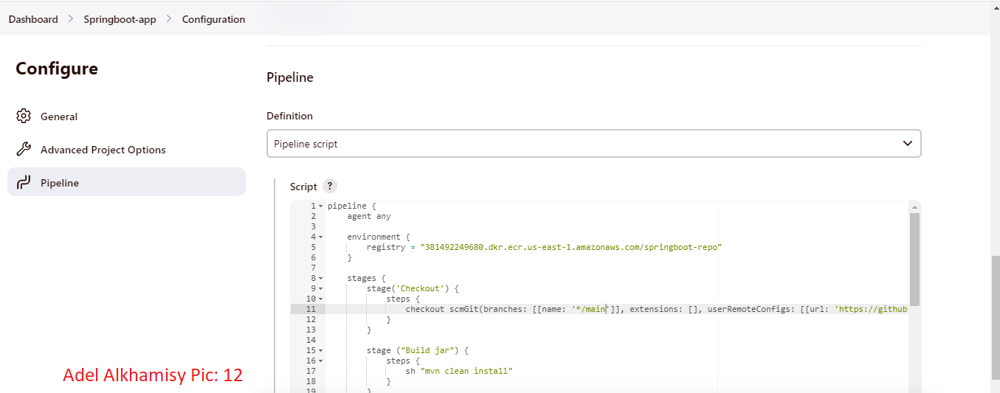 Dashboard > Springboot-app > Configuration
Configure
General
Advanced Project Options
Pipeline
Pipeline
Definition
Pipeline script
Script ?
1 pipeline {
2     agent any
3
4     environment {
5         registry = "381492249680.dkr.ecr.us-east-1.amazonaws.com/springboot-repo"
6     }
7
8     stages {
9         stage('Checkout') {
10             steps {
11                 checkout scmGit(branches: [[name: '*/main']], extensions: [], userRemoteConfigs: [[url: 'https://github
12             }
13         }
14
15         stage ("Build jar") {
16             steps {
17                 sh "mvn clean install"
18             }
19         }
Adel Alkhamisy Pic: 12